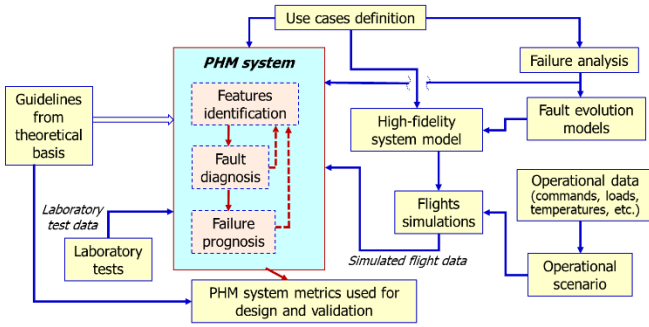 Use cases definition
PHM system
Failure analysis
Features
identification
Guidelines
from
theoretical
basis
High-fidelity
system model
Fault evolution
models
Fault
diagnosis
Operational data
(commands, loads,
temperatures, etc.)
Flights
simulations
Laboratory
test data
Failure
prognosis
Laboratory
tests
Simulated flight data
Operational
scenario
PHM system metrics used for
design and validation